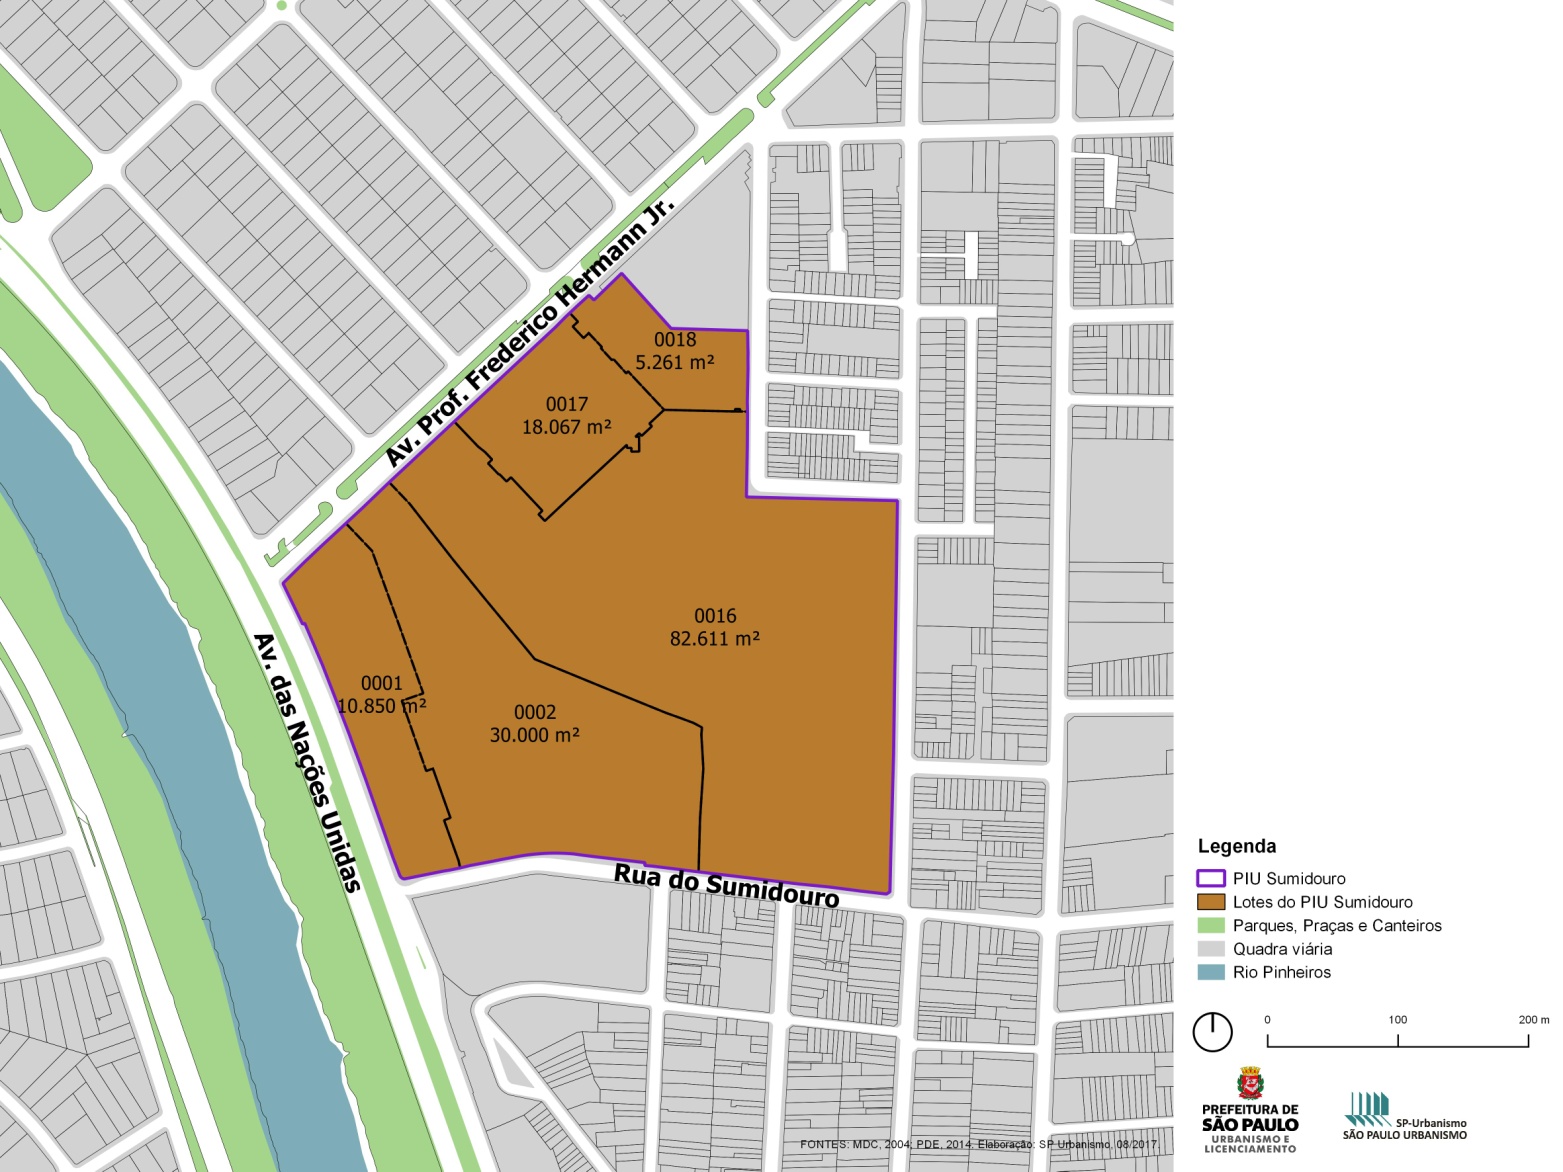 Av. Prof. Frederico Hermann Jr.
0018
5.261 m²
0017
18.067 m²
0016
82.611 m²
0001
10.850 m²
0002
30.000 m²
Av. das Nações Unidas
Rua do Sumidouro
Legenda
PIU Sumidouro
Lotes do PIU Sumidouro
Parques, Praças e Canteiros
Quadra viária
Rio Pinheiros
0 100 200 m
PREFEITURA DE
SÃO PAULO
URBANISMO E
LICENCIAMENTO
SP-Urbanismo
SÃO PAULO URBANISMO
FONTES: MDC, 2004; PDE, 2014. Elaboração: SP Urbanismo, 08/2017.